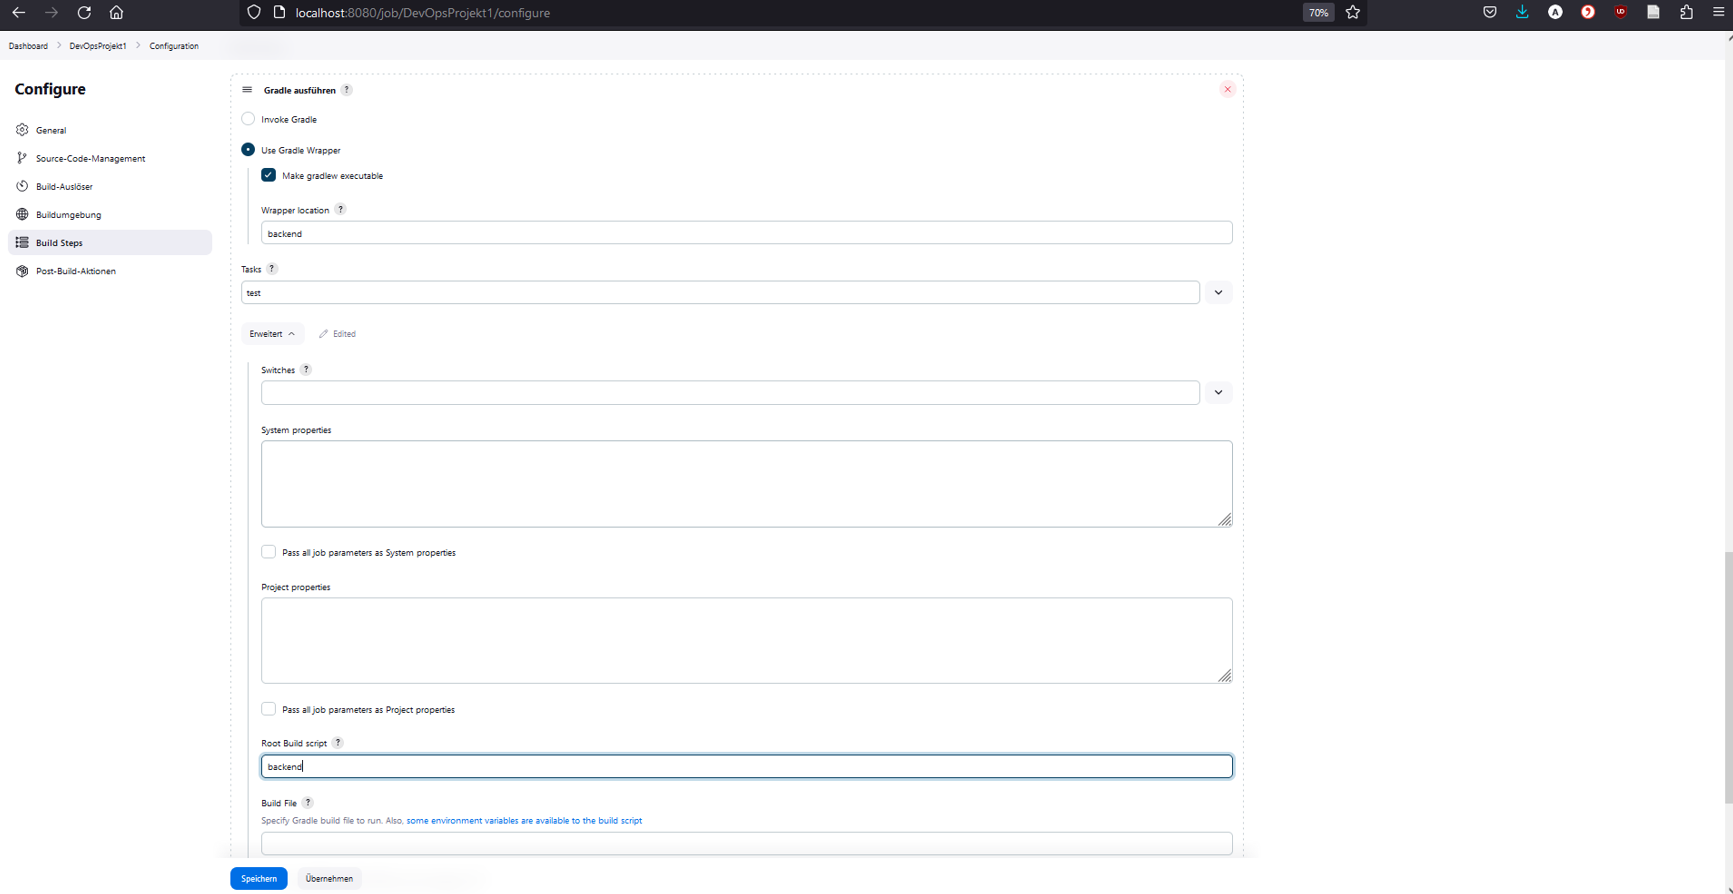 localhost:8080/job/DevOpsProjekt1/configure
70%
Dashboard > DevOpsProjekt1 > Configuration
Configure
General
Source-Code-Management
Build-Auslöser
Buildumgebung
Build Steps
Post-Build-Aktionen
Gradle ausführen ?
Invoke Gradle
Use Gradle Wrapper
Make gradlew executable
Wrapper location ?
backend
Tasks ?
test
Erweitert
Edited
Switches ?
System properties
Pass all job parameters as System properties
Project properties
Pass all job parameters as Project properties
Root Build script ?
backend
Build File ?
Specify Gradle build file to run. Also, some environment variables are available to the build script
Speichern
Übernehmen